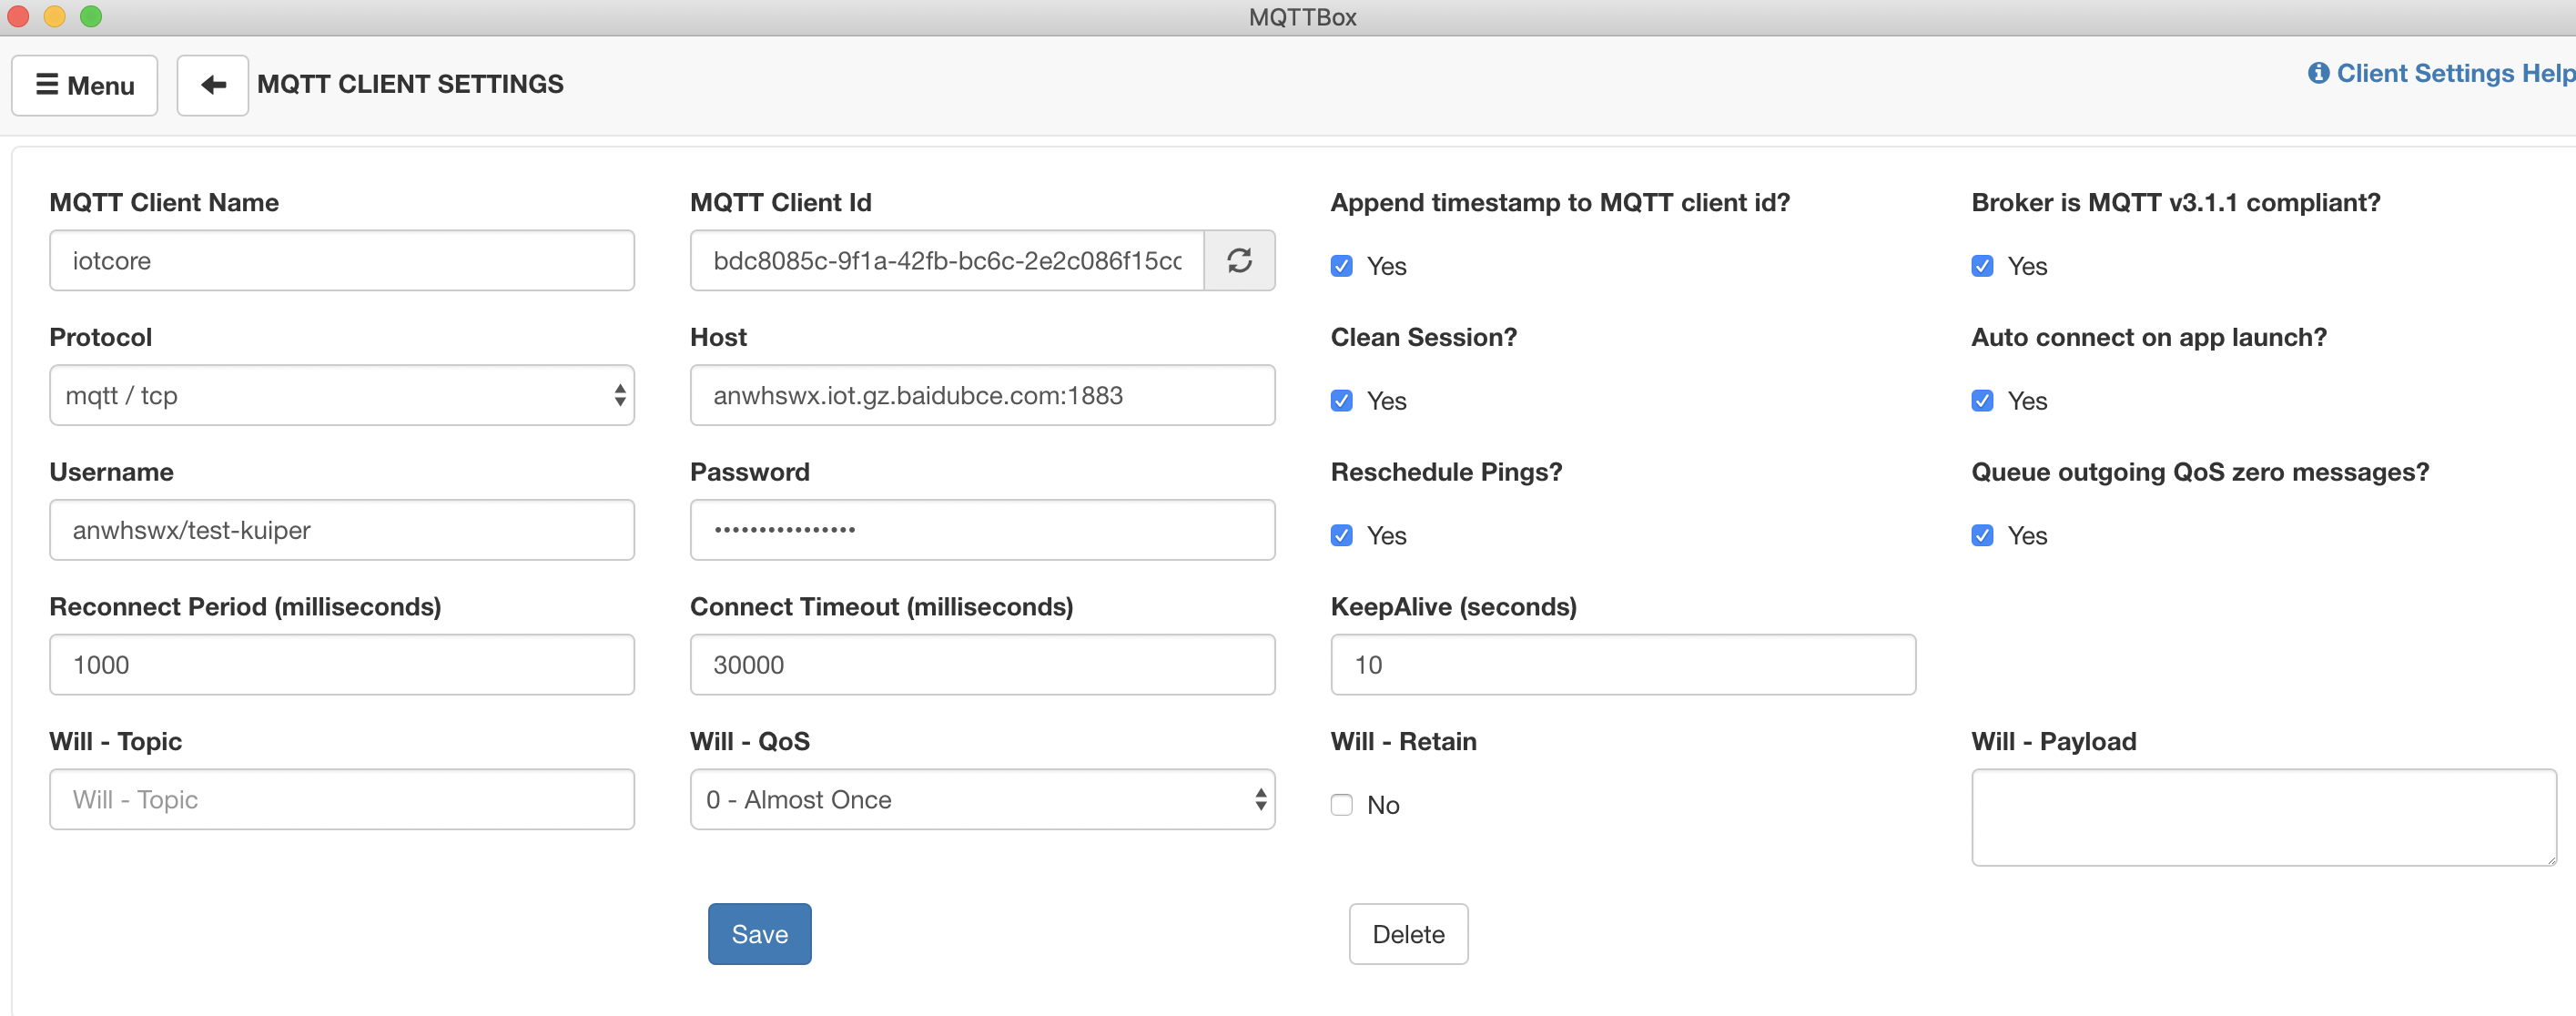 MQTTBox
Menu
MQTT CLIENT SETTINGS
Client Settings Help
MQTT Client Name
MQTT Client Id
Append timestamp to MQTT client id?
Broker is MQTT v3.1.1 compliant?
iotcore
bdc8085c-9f1a-42fb-bc6c-2e2c086f15cc
Yes
Yes
Protocol
Host
Clean Session?
Auto connect on app launch?
mqtt / tcp
anwhswx.iot.gz.baidubce.com:1883
Yes
Yes
Username
Password
Reschedule Pings?
Queue outgoing QoS zero messages?
anwhswx/test-kuiper
••••••••••••••••
Yes
Yes
Reconnect Period (milliseconds)
Connect Timeout (milliseconds)
KeepAlive (seconds)
1000
30000
10
Will - Topic
Will - QoS
Will - Retain
Will - Payload
Will - Topic
0 - Almost Once
No
Save
Delete